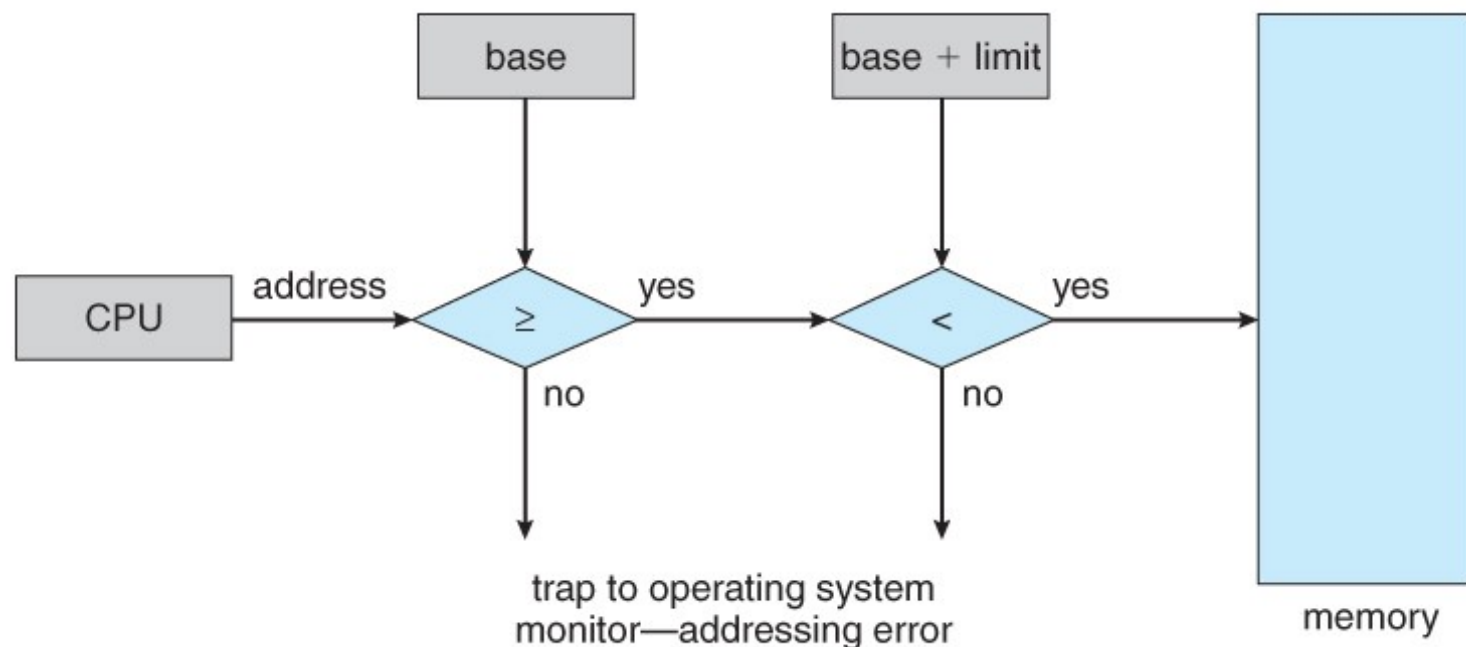 base
base + limit
CPU
address
≥
yes
<
yes
no
no
trap to operating system
monitor—addressing error
memory